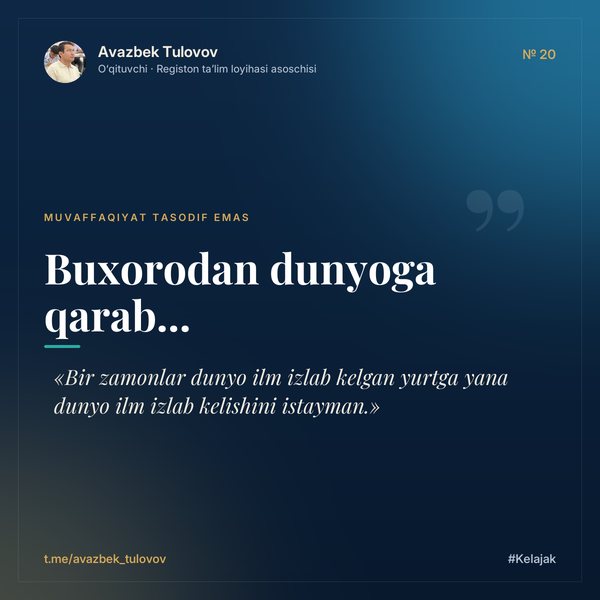 Avazbek Tulovov
O‘qituvchi · Registon ta’lim loyihasi asoschisi
№ 20
MUVAFFAQIYAT TASODIF EMAS
Buxorodan dunyoga
qarab...
«Bir zamonlar dunyo ilm izlab kelgan yurtga yana
dunyo ilm izlab kelishini istayman.»
t.me/avazbek_tulovov
#Kelajak